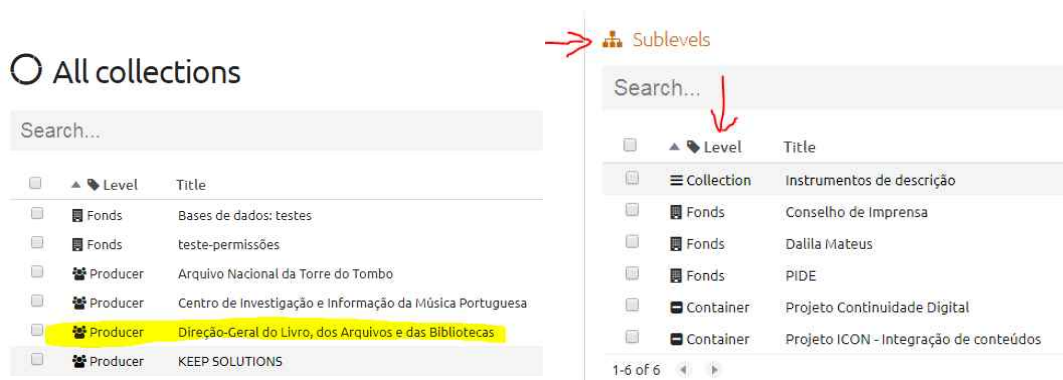 All collections
Search...
Level Title
Fonds Bases de dados: testes
Fonds teste-permissões
Producer Arquivo Nacional da Torre do Tombo
Producer Centro de Investigação e Informação da Música Portuguesa
Producer Direção-Geral do Livro, dos Arquivos e das Bibliotecas
Producer KEEP SOLUTIONS
Sublevels
Search...
Level Title
Collection Instrumentos de descrição
Fonds Conselho de Imprensa
Fonds Dalila Mateus
Fonds PIDE
Container Projeto Continuidade Digital
Container Projeto ICON - Integração de conteúdos
1-6 of 6